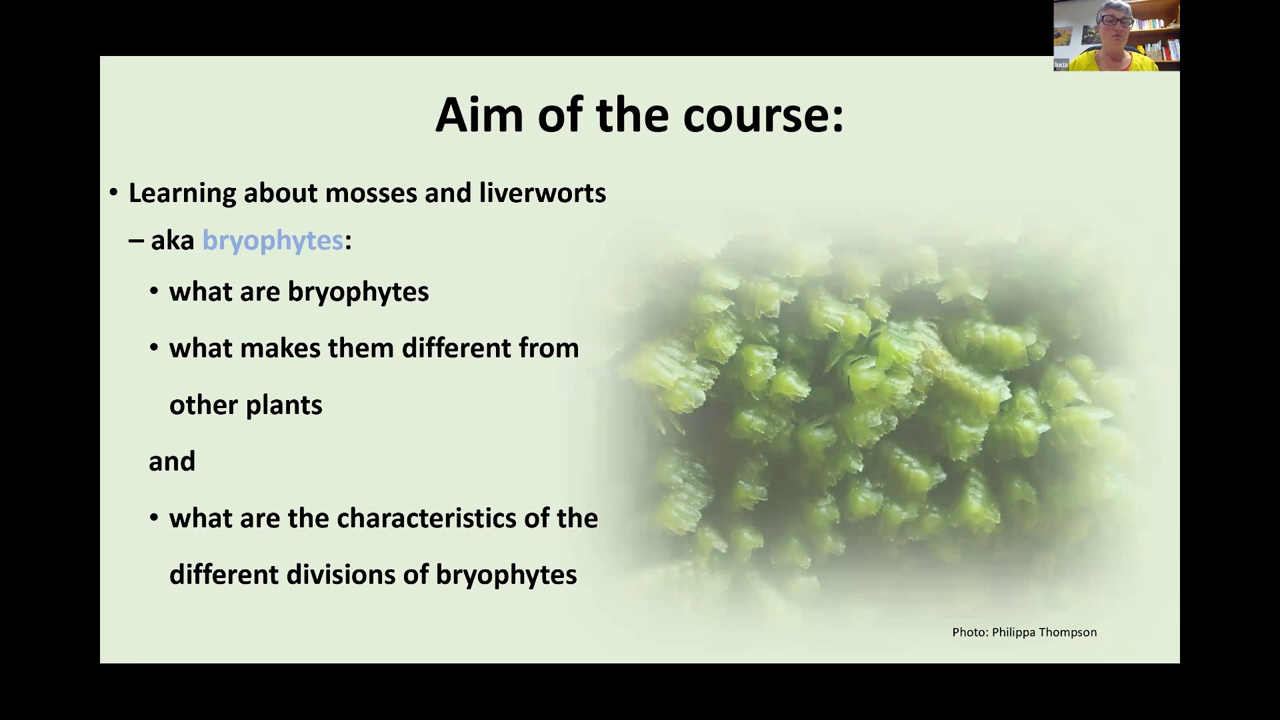 lucia
Aim of the course:
• Learning about mosses and liverworts
– aka bryophytes:
• what are bryophytes
• what makes them different from
other plants
and
• what are the characteristics of the
different divisions of bryophytes
Photo: Philippa Thompson